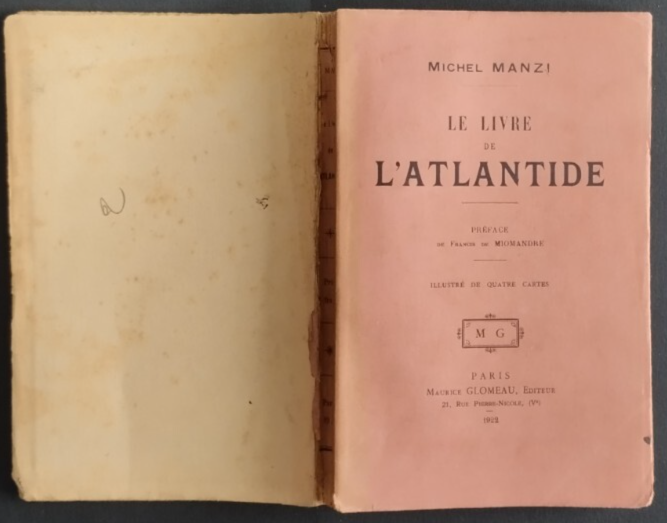 MICHEL MANZI
LE LIVRE
DE
L'ATLANTIDE
PRÉFACE
DE FRANCIS DE MIOMANDRE
ILLUSTRÉ DE QUATRE CARTES
M G
PARIS
MAURICE GLOMEAU, ÉDITEUR
21, RUE PIERRE-NICOLE, (Vᵉ)
1922